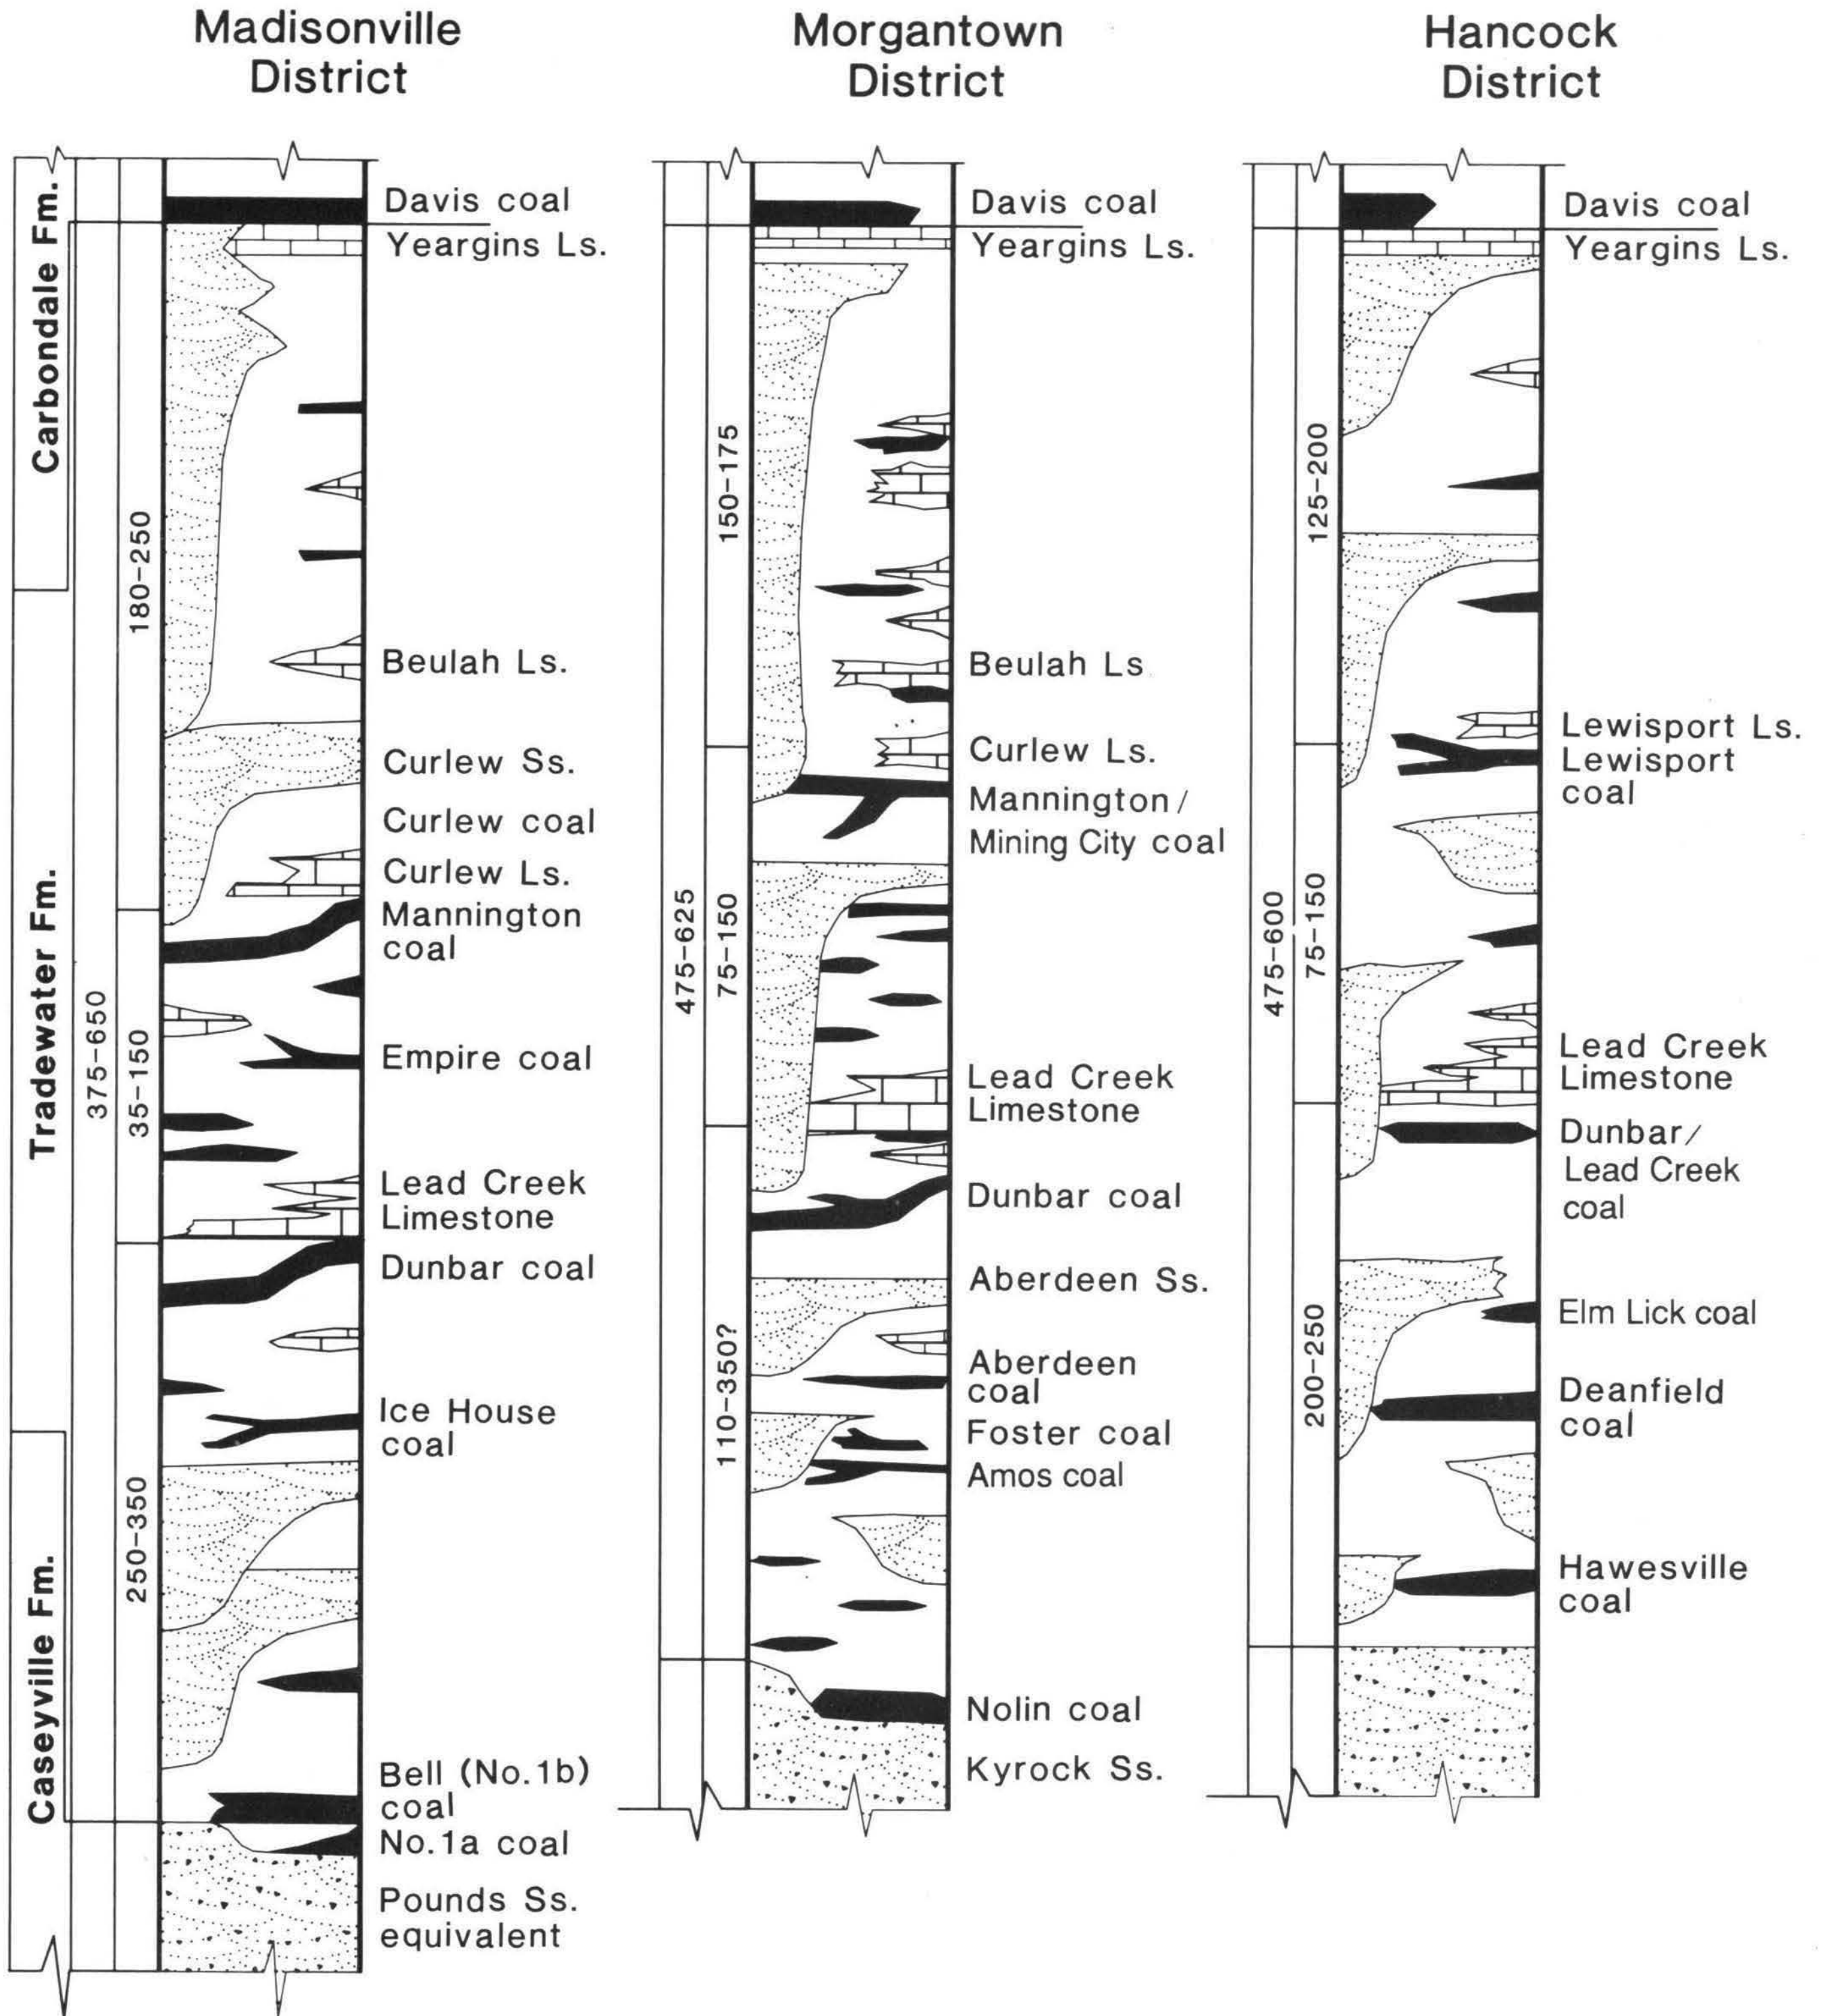 Madisonville
District
Carbondale Fm.
Tradewater Fm.
Caseyville Fm.
375-650
180-250
35-150
250-350
Davis coal
Yeargins Ls.
Beulah Ls.
Curlew Ss.
Curlew coal
Curlew Ls.
Mannington
coal
Empire coal
Lead Creek
Limestone
Dunbar coal
Ice House
coal
Bell (No.1b)
coal
No.1a coal
Pounds Ss.
equivalent
Morgantown
District
475-625
150-175
75-150
110-350?
Davis coal
Yeargins Ls.
Beulah Ls.
Curlew Ls.
Mannington/
Mining City coal
Lead Creek
Limestone
Dunbar coal
Aberdeen Ss.
Aberdeen
coal
Foster coal
Amos coal
Nolin coal
Kyrock Ss.
Hancock
District
475-600
125-200
75-150
200-250
Davis coal
Yeargins Ls.
Lewisport Ls.
Lewisport
coal
Lead Creek
Limestone
Dunbar/
Lead Creek
coal
Elm Lick coal
Deanfield
coal
Hawesville
coal